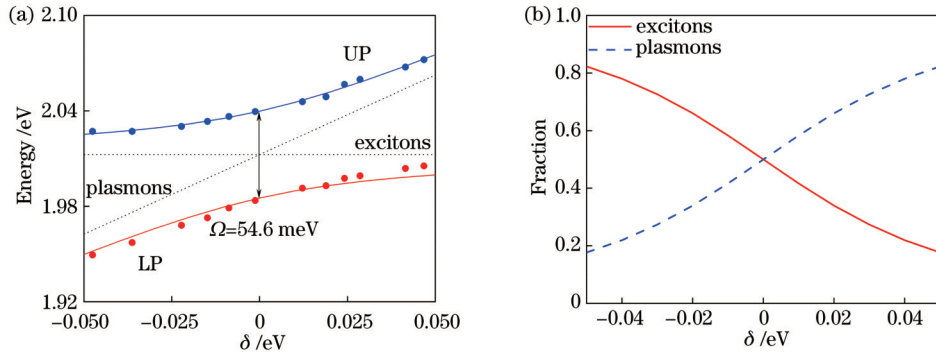 (a)
2.10
2.04
1.98
1.92
Energy /eV
UP
excitons
plasmons
Ω=54.6 meV
LP
-0.050
-0.025
0
0.025
0.050
δ /eV
(b)
1.0
0.8
0.6
0.4
0.2
0
Fraction
excitons
plasmons
-0.04
-0.02
0
0.02
0.04
δ /eV